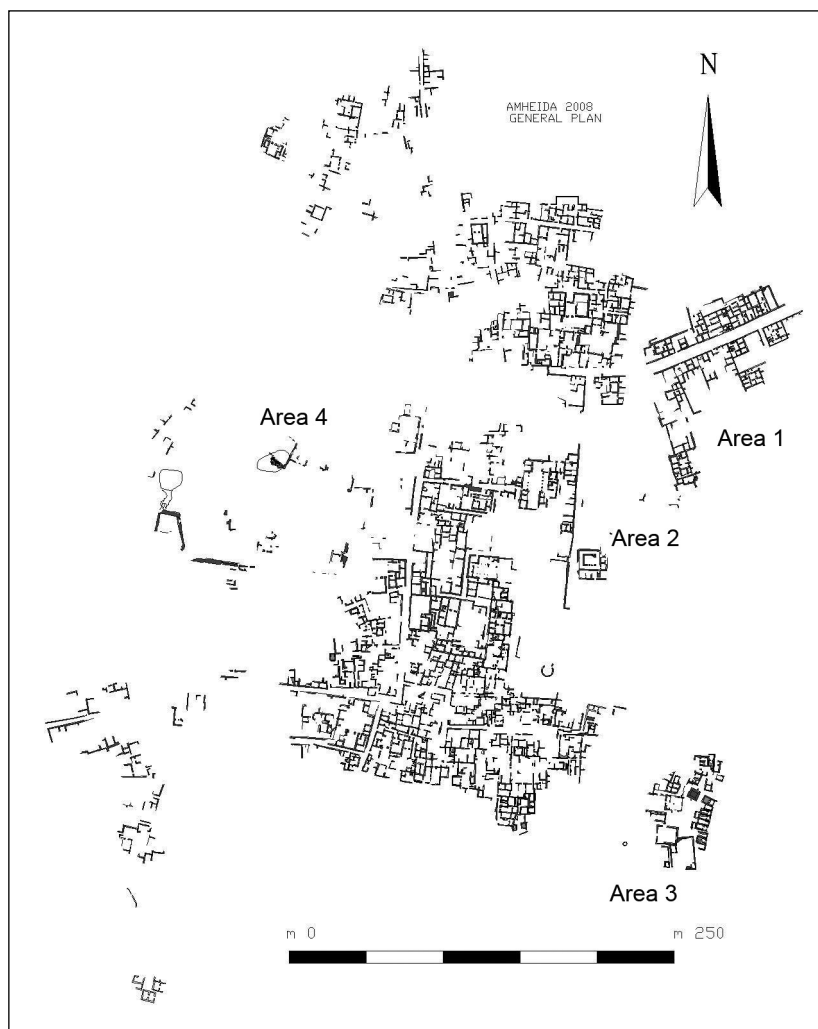 N
AMHEIDA 2008
GENERAL PLAN
Area 4
Area 1
Area 2
Area 3
m 0
m 250